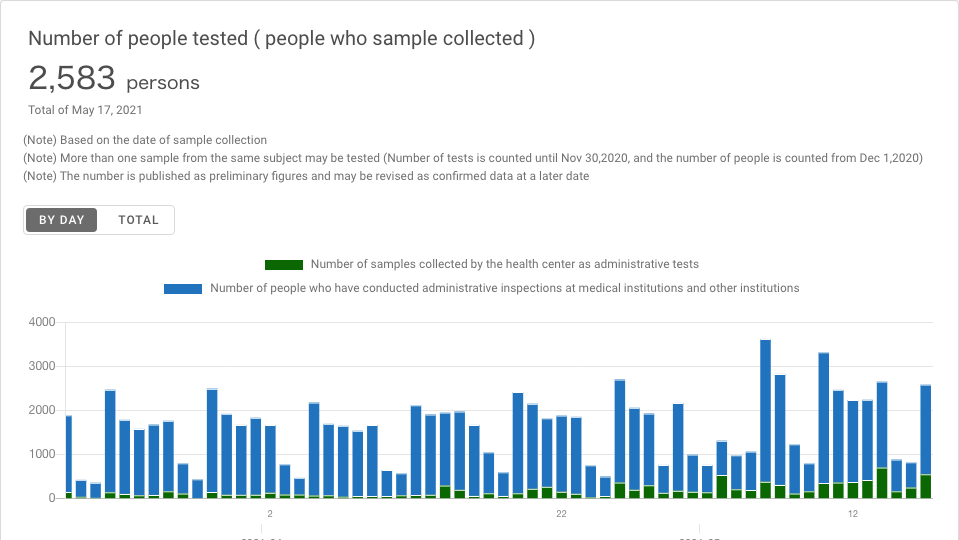 Number of people tested ( people who sample collected )
2,583 persons
Total of May 17, 2021
(Note) Based on the date of sample collection
(Note) More than one sample from the same subject may be tested (Number of tests is counted until Nov 30,2020, and the number of people is counted from Dec 1,2020)
(Note) The number is published as preliminary figures and may be revised as confirmed data at a later date
BY DAY TOTAL
Number of samples collected by the health center as administrative tests
Number of people who have conducted administrative inspections at medical institutions and other institutions
4000
3000
2000
1000
0
2 22 12